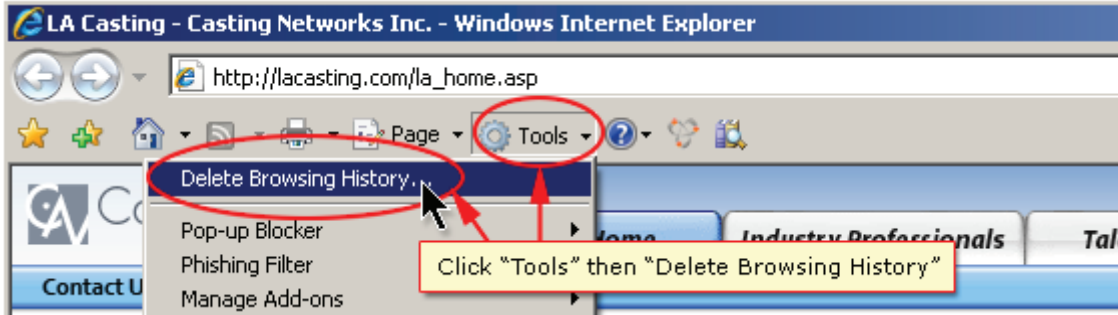 LA Casting - Casting Networks Inc. - Windows Internet Explorer
http://lacasting.com/la_home.asp
Page Tools
Delete Browsing History...
Pop-up Blocker
Home Industry Professionals Tal
Phishing Filter
Click “Tools” then “Delete Browsing History”
Contact U
Manage Add-ons